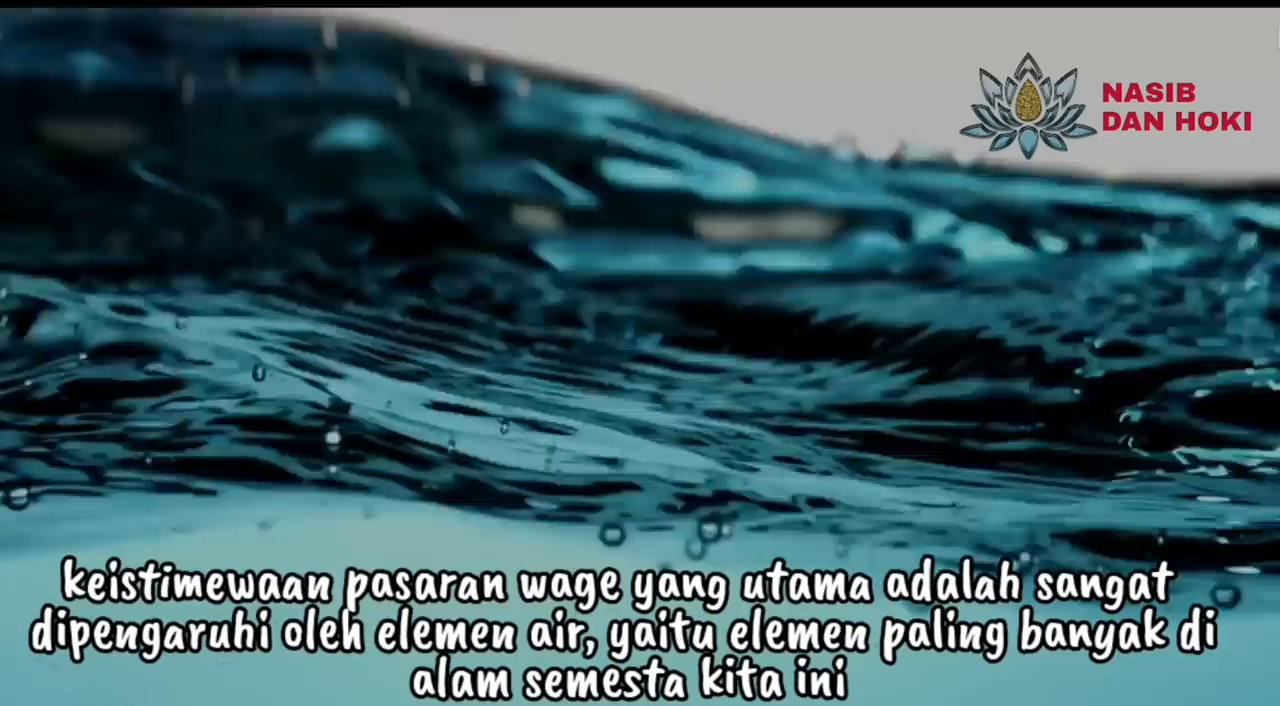 NASIB
DAN HOKI
keistimewaan pasaran wage yang utama adalah sangat
dipengaruhi oleh elemen air, yaitu elemen paling banyak di
alam semesta kita ini